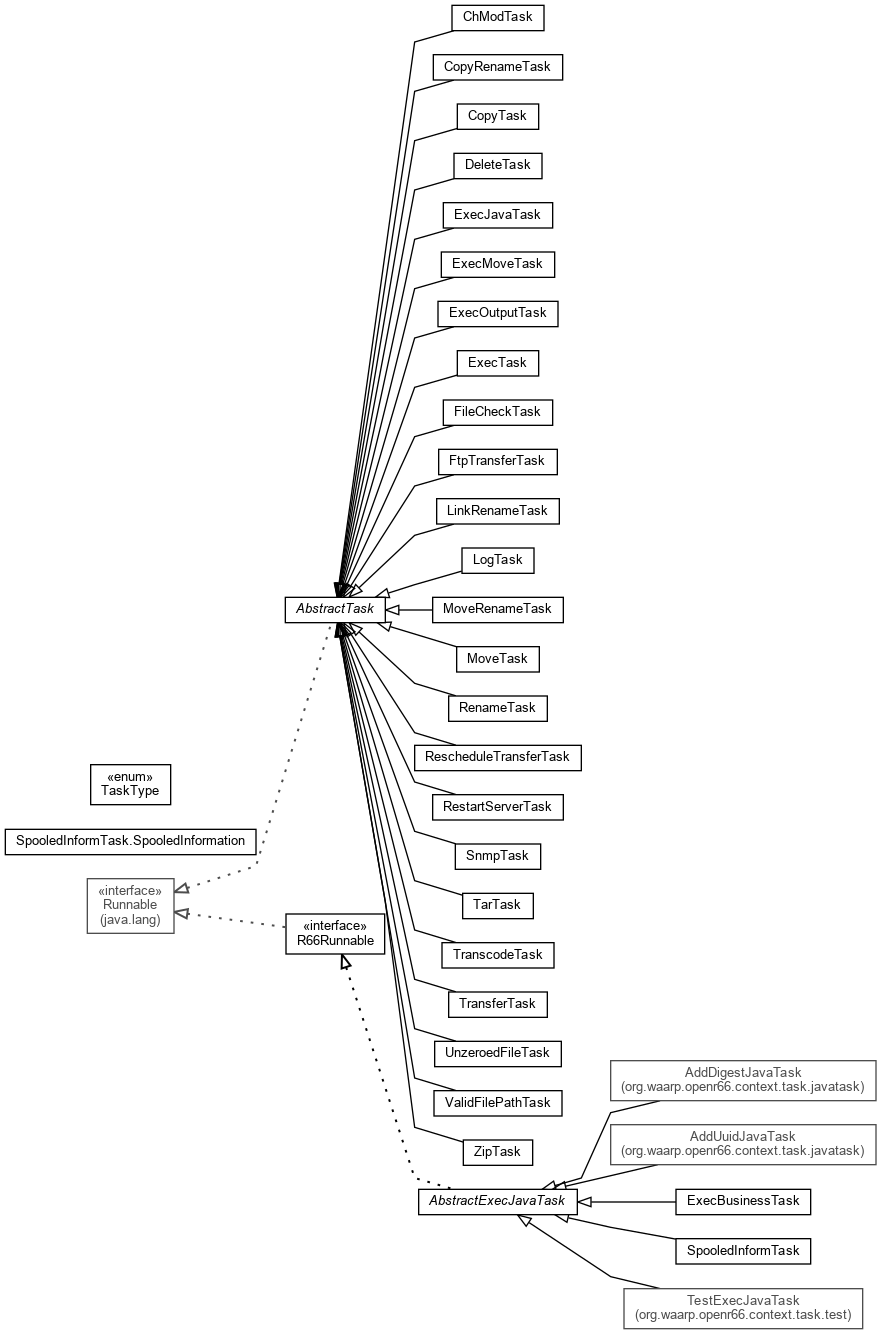 ChModTask
CopyRenameTask
CopyTask
DeleteTask
ExecJavaTask
ExecMoveTask
ExecOutputTask
ExecTask
FileCheckTask
FtpTransferTask
LinkRenameTask
LogTask
AbstractTask
MoveRenameTask
MoveTask
RenameTask
RescheduleTransferTask
«enum»
TaskType
RestartServerTask
SpooledInformTask.SpooledInformation
SnmpTask
«interface»
Runnable
(java.lang)
TarTask
«interface»
R66Runnable
TranscodeTask
TransferTask
UnzeroedFileTask
AddDigestJavaTask
(org.waarp.openr66.context.task.javatask)
ValidFilePathTask
AddUuidJavaTask
(org.waarp.openr66.context.task.javatask)
ZipTask
AbstractExecJavaTask
ExecBusinessTask
SpooledInformTask
TestExecJavaTask
(org.waarp.openr66.context.task.test)